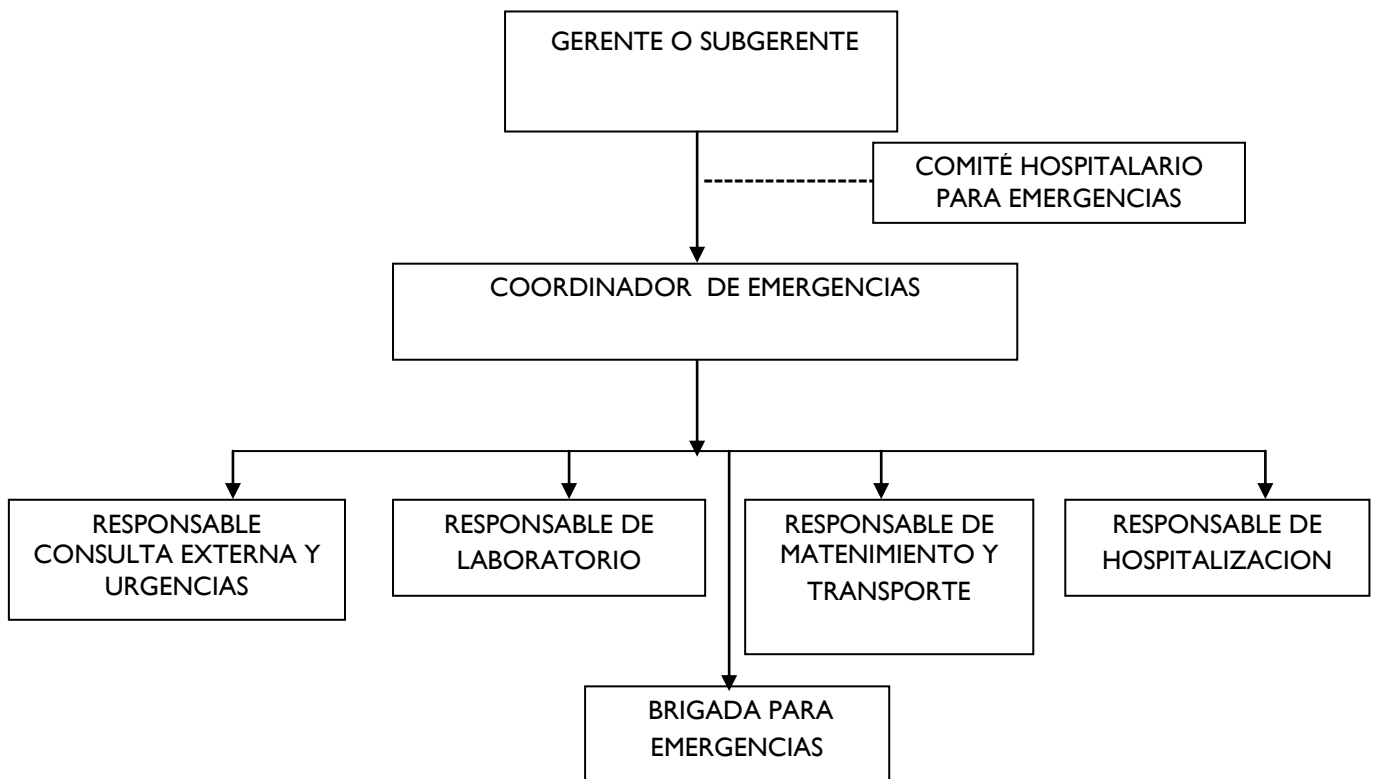 GERENTE O SUBGERENTE
COMITÉ HOSPITALARIO
PARA EMERGENCIAS
COORDINADOR DE EMERGENCIAS
RESPONSABLE
CONSULTA EXTERNA Y
URGENCIAS
RESPONSABLE DE
LABORATORIO
RESPONSABLE DE
MATENIMIENTO Y
TRANSPORTE
RESPONSABLE DE
HOSPITALIZACION
BRIGADA PARA
EMERGENCIAS